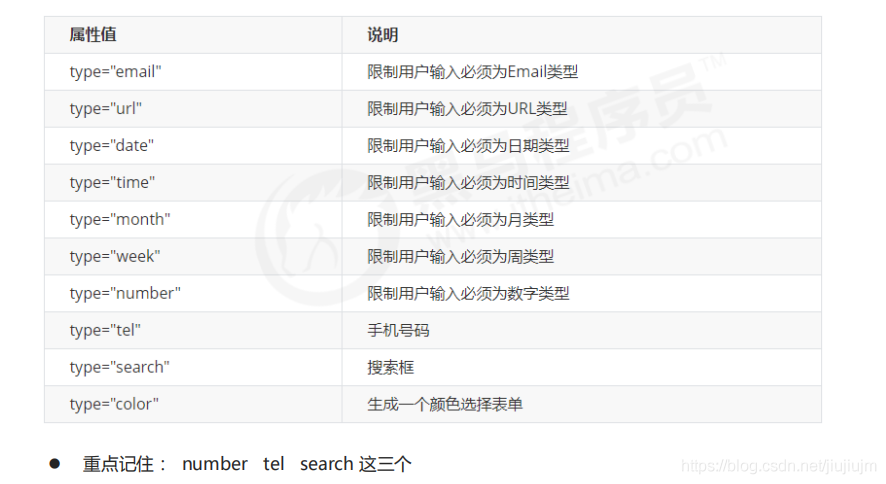 属性值 说明
type="email" 限制用户输入必须为Email类型
type="url" 限制用户输入必须为URL类型
type="date" 限制用户输入必须为日期类型
type="time" 限制用户输入必须为时间类型
type="month" 限制用户输入必须为月类型
type="week" 限制用户输入必须为周类型
type="number" 限制用户输入必须为数字类型
type="tel" 手机号码
type="search" 搜索框
type="color" 生成一个颜色选择表单
黑马程序员™
www.itheima.com
● 重点记住： number tel search 这三个
https://blog.csdn.net/jiujiujm